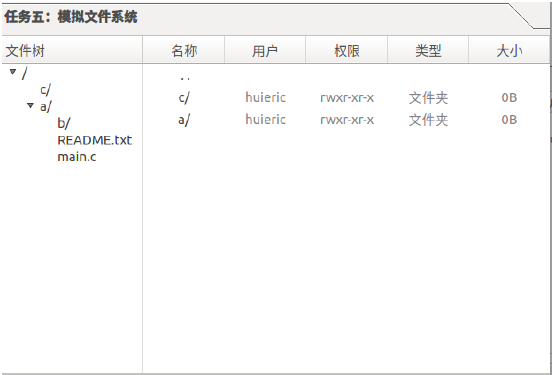 任务五：模拟文件系统
文件树 名称 用户 权限 类型 大小
/
c/
a/
b/
README.txt
main.c
..
c/ huieric rwxr-xr-x 文件夹 0B
a/ huieric rwxr-xr-x 文件夹 0B